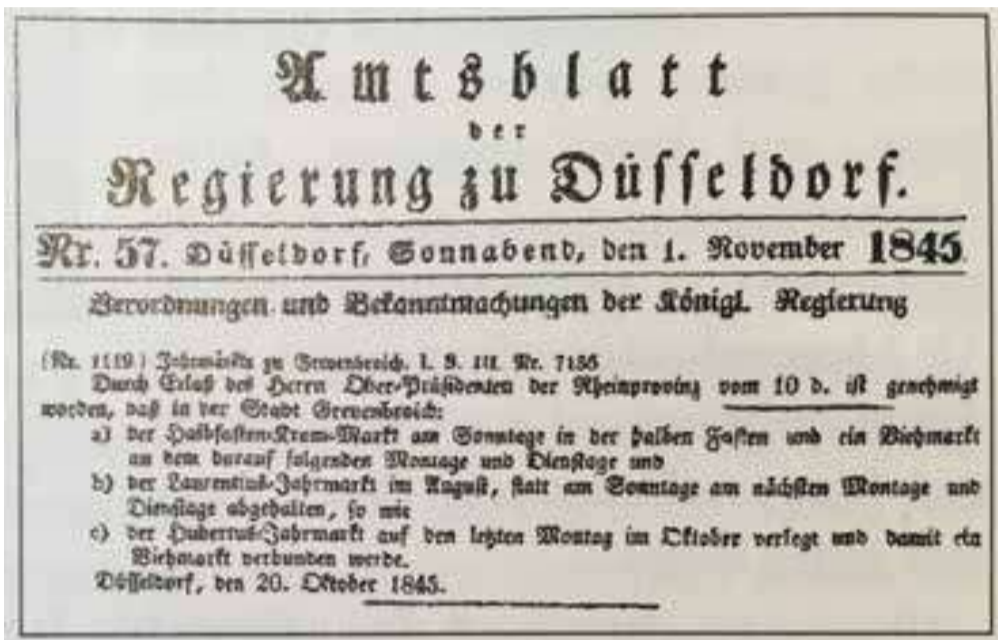 Amtsblatt
der
Regierung zu Düsseldorf.
Nr. 57. Düsseldorf, Sonnabend, den 1. November 1845
Verordnungen und Bekanntmachungen der Königl. Regierung
(Nr. 1119) Jahrmärkte zu Grevenbroich. I. S. III. Nr. 7136
Durch Erlaß des Herren Ober-Präsidenten der Rheinprovinz vom 10 d. ist genehmigt
worden, daß in der Stadt Grevenbroich:
a) der Halbfasten-Kram-Markt am Sonntage in der halben Fasten und ein Viehmarkt
an dem darauf folgenden Montage und Dienstage und
b) der Laurentius-Jahrmarkt im August, statt am Sonntage am nächsten Montage und
Dienstage abgehalten, so wie
c) der Hubertus-Jahrmarkt auf den letzten Montag im Oktober verlegt und damit ein
Viehmarkt verbunden werde.
Düsseldorf, den 20. Oktober 1845.